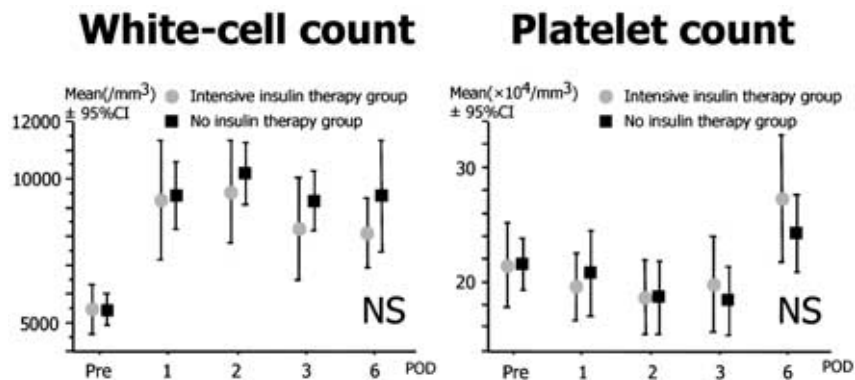 White-cell count
Mean(/mm³)
± 95%CI
Intensive insulin therapy group
No insulin therapy group
12000
10000
5000
NS
Pre 1 2 3 6 POD
Platelet count
Mean(×10⁴/mm³)
± 95%CI
Intensive insulin therapy group
No insulin therapy group
30
20
NS
Pre 1 2 3 6 POD